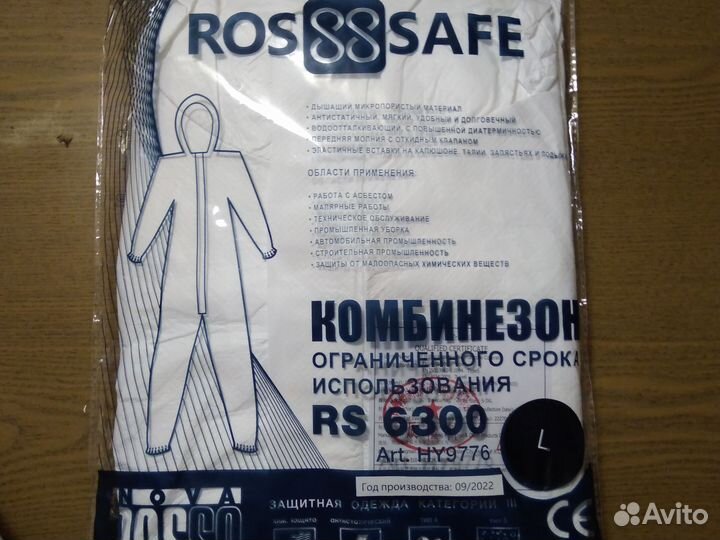 ROS SAFE
• ДЫШАЩИЙ МИКРОПОРИСТЫЙ МАТЕРИАЛ
• АНТИСТАТИЧНЫЙ, МЯГКИЙ, УДОБНЫЙ И ДОЛГОВЕЧНЫЙ
• ВОДООТТАЛКИВАЮЩИЙ, С ПОВЫШЕННОЙ ДИАТЕРМИЧНОСТЬЮ
• ПЕРЕДНЯЯ МОЛНИЯ С ОТКИДНЫМ КЛАПАНОМ
• ЭЛАСТИЧНЫЕ ВСТАВКИ НА КАПЮШОНЕ, ТАЛИИ, ЗАПЯСТЬЯХ И
ОБЛАСТИ ПРИМЕНЕНИЯ:
• РАБОТА С АСБЕСТОМ
• МАЛЯРНЫЕ РАБОТЫ
• ТЕХНИЧЕСКОЕ ОБСЛУЖИВАНИЕ
• ПРОМЫШЛЕННАЯ УБОРКА
• АВТОМОБИЛЬНАЯ ПРОМЫШЛЕННОСТЬ
• СТРОИТЕЛЬНАЯ ПРОМЫШЛЕННОСТЬ
• ЗАЩИТЫ ОТ МАЛООПАСНЫХ ХИМИЧЕСКИХ ВЕЩЕСТВ
КОМБИНЕЗОН
QUALIFIED CERTIFICATE
ОГРАНИЧЕННОГО СРОКА
ИСПОЛЬЗОВАНИЯ
RS 6300
L
Art. HY9776
Год производства: 09/2022
NOVA
ROSSO
ЗАЩИТНАЯ ОДЕЖДА КАТЕГОРИИ III
CE
Avito